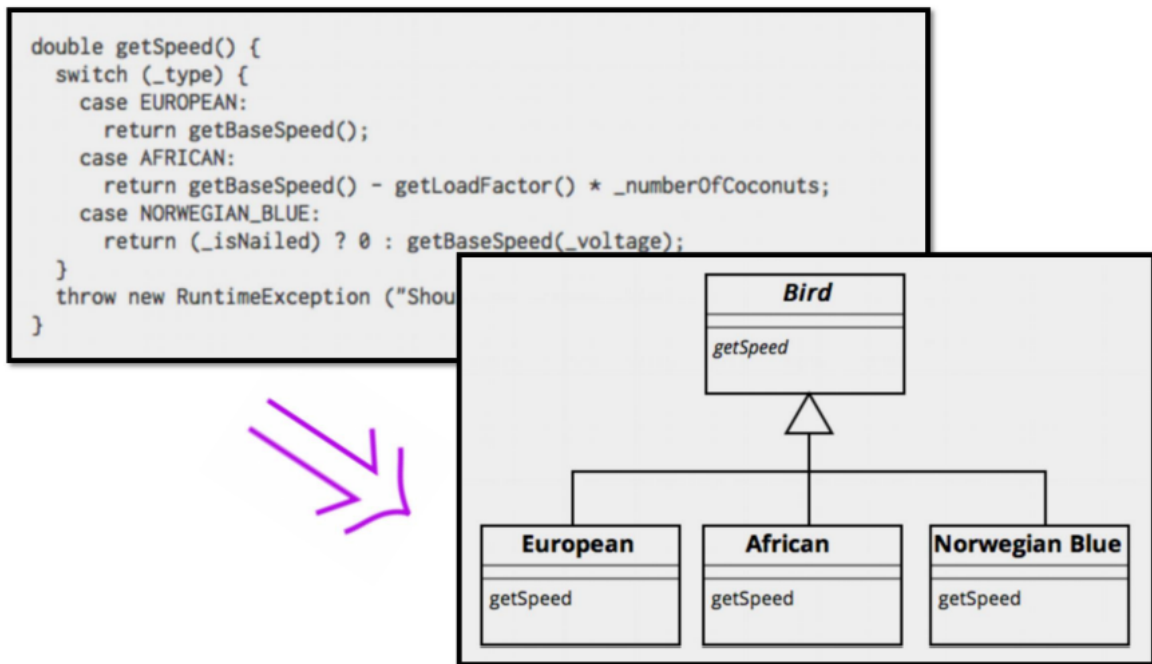 double getSpeed() {
switch (_type) {
case EUROPEAN:
return getBaseSpeed();
case AFRICAN:
return getBaseSpeed() - getLoadFactor() * _numberOfCoconuts;
case NORWEGIAN_BLUE:
return (_isNailed) ? 0 : getBaseSpeed(_voltage);
}
throw new RuntimeException ("Shou
}
Bird
getSpeed
European
getSpeed
African
getSpeed
Norwegian Blue
getSpeed